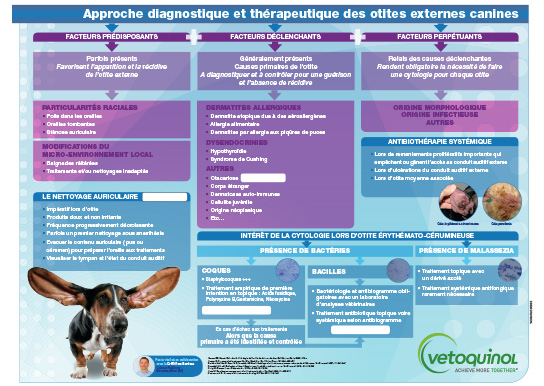 Approche diagnostique et thérapeutique des otites externes canines
FACTEURS PRÉDISPOSANTS
Parfois présents
Favorisent l'apparition et la récidive
de l'otite externe
PARTICULARITÉS RACIALES
• Poils dans les oreilles
• Oreilles tombantes
• Sténose auriculaire
MODIFICATIONS DU
MICRO-ENVIRONNEMENT LOCAL
• Baignades répétées
• Traitements et/ou nettoyages inadaptés
LE NETTOYAGE AURICULAIRE
• Impératif lors d'otite
• Produits doux et non irritants
• Fréquence progressivement décroissante
• Parfois un premier nettoyage sous anesthésie
• Évacuer le contenu auriculaire ( pus ou
cérumen) pour préparer l'oreille aux traitements
• Visualiser le tympan et l'état du conduit auditif
FACTEURS DÉCLENCHANTS
Généralement présents
Causes primaires de l'otite
A diagnostiquer et à contrôler pour une guérison
et l'absence de récidive
DERMATITES ALLERGIQUES
• Dermatite atopique due à des aéroallergènes
• Allergie alimentaire
• Dermatites par allergie aux piqûres de puces
DYSENDOCRINIES
• Hypothyroïdie
• Syndrome de Cushing
AUTRES
• Otacariose
• Corps étranger
• Dermatoses auto-immunes
• Cellulite juvénile
• Origine néoplasique
• Etc...
FACTEURS PERPÉTUANTS
Relais des causes déclenchantes
Rendent obligatoire la nécessité de faire
une cytologie pour chaque otite
ORIGINE MORPHOLOGIQUE
ORIGINE INFECTIEUSE
AUTRES
ANTIBIOTHÉRAPIE SYSTÉMIQUE
• Lors de remaniements prolifératifs importants qui
empêchent ou gênent l'accès au conduit auditif externe
• Lors d'ulcérations du conduit auditif externe
• Lors d'otite moyenne associée
INTÉRÊT DE LA CYTOLOGIE LORS D'OTITE ÉRYTHÉMATO-CÉRUMINEUSE
PRÉSENCE DE BACTÉRIES
COQUES
• Staphylocoques +++
• Traitement empirique de première
intention en topique : Acide fusidique,
Polymyxine B, Gentamicine, Néomycine
En cas d'échec aux traitements
Alors que la cause
primaire a été identifiée et contrôlée
BACILLES
• Bactériologie et antibiogramme obli-
gatoires avec un laboratoire
d'analyses vétérinaires
• Traitement antibiotique topique voire
systémique selon antibiogramme
PRÉSENCE DE MALASSEZIA
• Traitement topique avec
un dérivé azolé
• Traitement systémique antifongique
rarement nécessaire
vetoquinol
ACHIEVE MORE TOGETHER